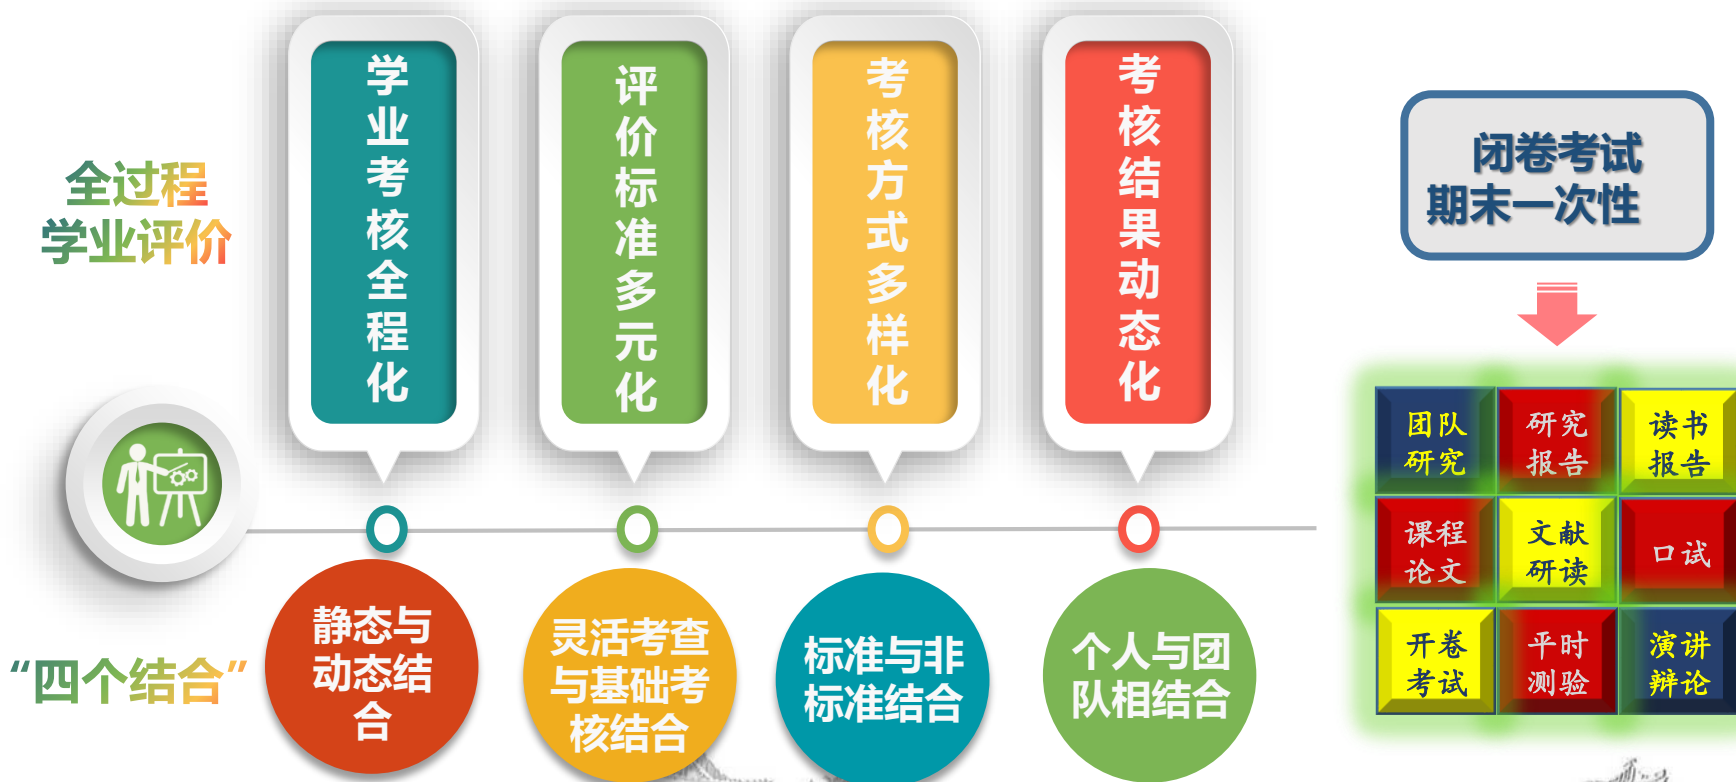 全过程
学业评价
学业考核全程化
评价标准多元化
考核方式多样化
考核结果动态化
“四个结合”
静态与
动态结
合
灵活考查
与基础考
核结合
标准与非
标准结合
个人与团
队相结合
闭卷考试
期末一次性
团队
研究
研究
报告
读书
报告
课程
论文
文献
研读
口试
开卷
考试
平时
测验
演讲
辩论